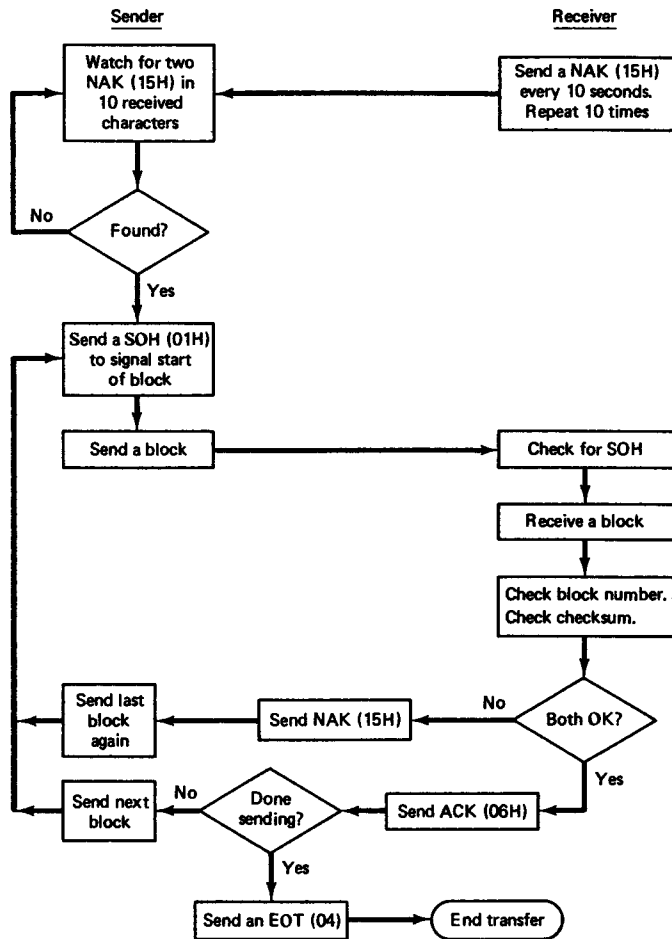 Sender
Receiver
Watch for two
NAK (15H) in
10 received
characters
Send a NAK (15H)
every 10 seconds.
Repeat 10 times
No
Found?
Yes
Send a SOH (01H)
to signal start
of block
Send a block
Check for SOH
Receive a block
Check block number.
Check checksum.
Send last
block
again
Send NAK (15H)
No
Both OK?
Yes
Send next
block
No
Done
sending?
Send ACK (06H)
Yes
Send an EOT (04)
End transfer